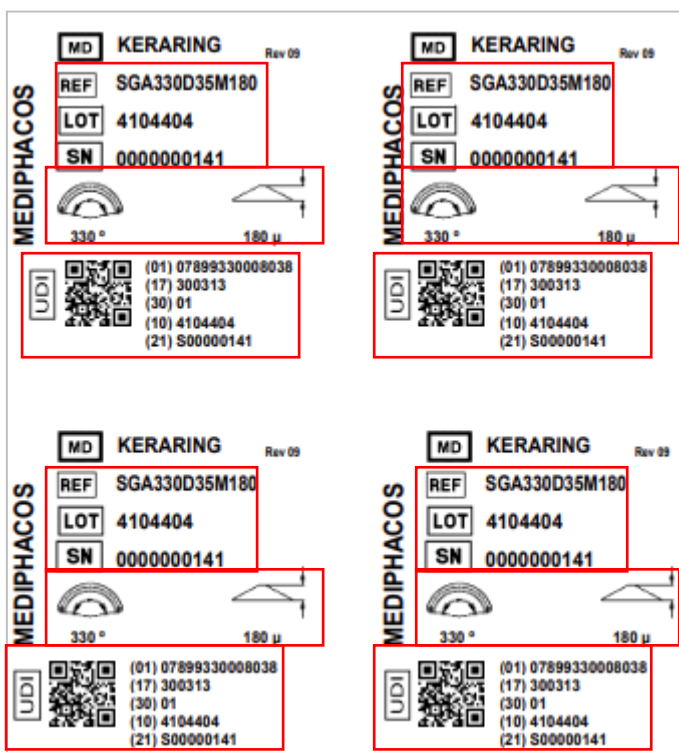 MD KERARING Rev 09
REF SGA330D35M180
LOT 4104404
SN 0000000141
MEDIPHACOS
330 º 180 µ
UDI
(01) 07899330008038
(17) 300313
(30) 01
(10) 4104404
(21) S00000141
MD KERARING Rev 09
REF SGA330D35M180
LOT 4104404
SN 0000000141
MEDIPHACOS
330 º 180 µ
UDI
(01) 07899330008038
(17) 300313
(30) 01
(10) 4104404
(21) S00000141
MD KERARING Rev 09
REF SGA330D35M180
LOT 4104404
SN 0000000141
MEDIPHACOS
330 º 180 µ
UDI
(01) 07899330008038
(17) 300313
(30) 01
(10) 4104404
(21) S00000141
MD KERARING Rev 09
REF SGA330D35M180
LOT 4104404
SN 0000000141
MEDIPHACOS
330 º 180 µ
UDI
(01) 07899330008038
(17) 300313
(30) 01
(10) 4104404
(21) S00000141